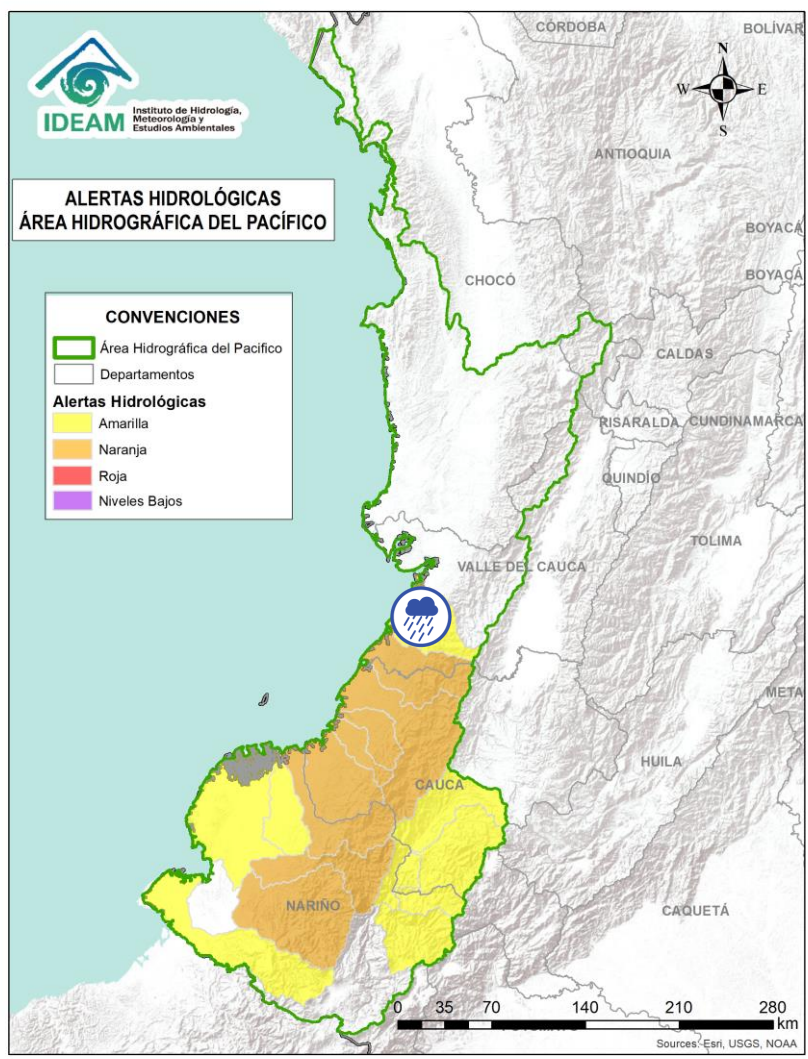 CÓRDOBA
BOLÍVAR
IDEAM
Instituto de Hidrología,
Meteorología y
Estudios Ambientales
N
W
E
S
ANTIOQUIA
ALERTAS HIDROLÓGICAS
ÁREA HIDROGRÁFICA DEL PACÍFICO
BOYACÁ
BOYACÁ
CHOCÓ
CONVENCIONES
Área Hidrográfica del Pacifico
Departamentos
Alertas Hidrológicas
Amarilla
Naranja
Roja
Niveles Bajos
CALDAS
RISARALDA
CUNDINAMARCA
QUINDÍO
TOLIMA
VALLE DEL CAUCA
META
HUILA
CAUCA
NARIÑO
CAQUETÁ
0 35 70 140 210 280
km
Sources: Esri, USGS, NOAA